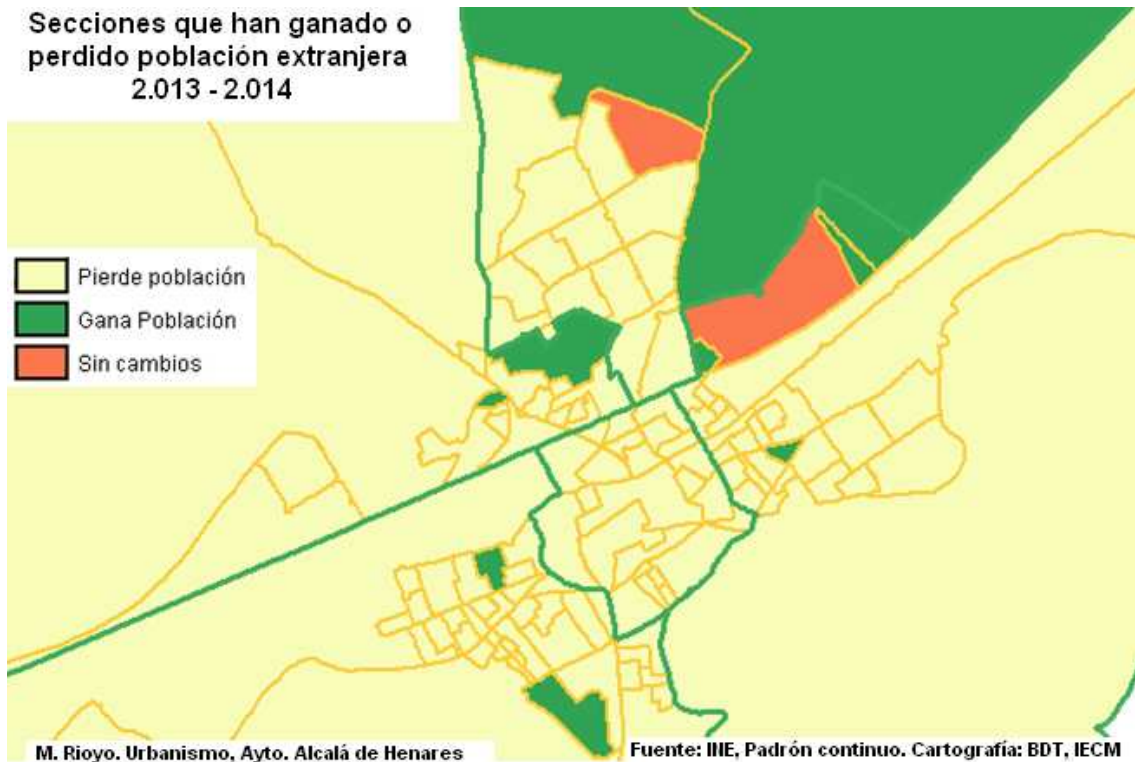 Secciones que han ganado o
perdido población extranjera
2.013 - 2.014
Pierde población
Gana Población
Sin cambios
M. Rioyo. Urbanismo, Ayto. Alcalá de Henares
Fuente: INE, Padrón continuo. Cartografía: BDT, IECM